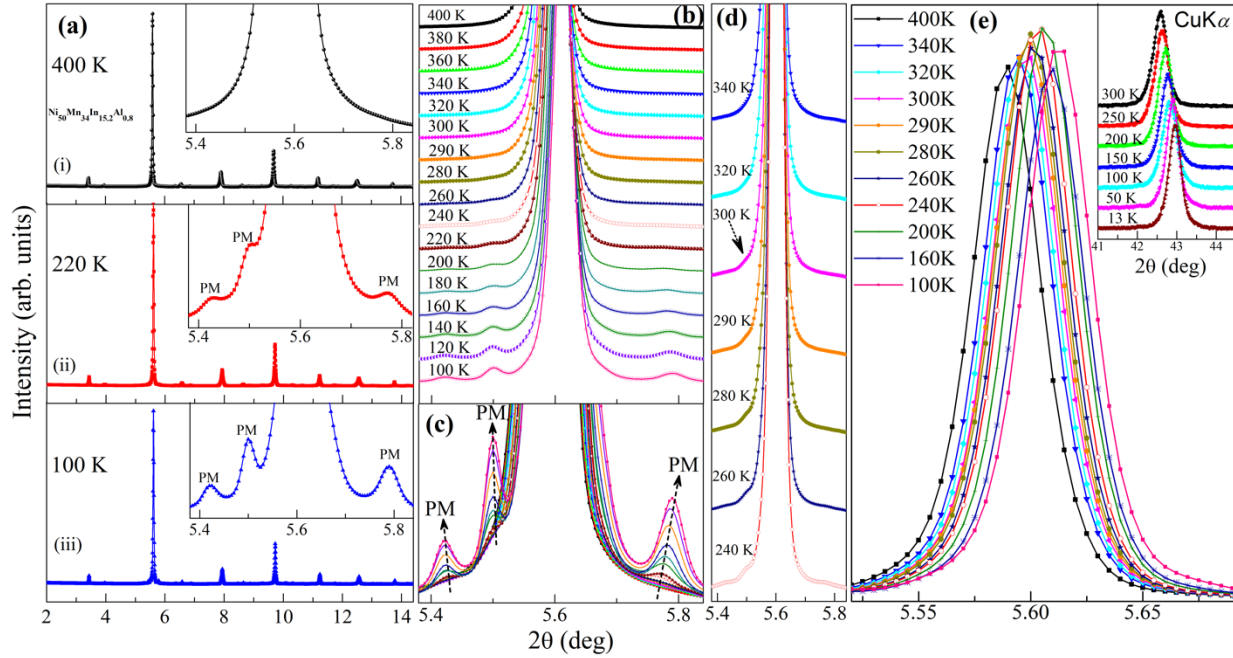 Intensity (arb. units)
(a)
400 K
Ni50Mn34In15.2Al0.8
(i)
5.4 5.6 5.8
220 K
(ii)
PM
PM
PM
5.4 5.6 5.8
100 K
(iii)
PM
PM
PM
5.4 5.6 5.8
2 4 6 8 10 12 14
(b)
400 K
380 K
360 K
340 K
320 K
300 K
290 K
280 K
260 K
240 K
220 K
200 K
180 K
160 K
140 K
120 K
100 K
(c)
PM
PM
PM
5.4 5.6 5.8
2θ (deg)
(d)
340 K
320 K
300 K
290 K
280 K
260 K
240 K
5.4 5.6 5.8
(e)
400K
340K
320K
300K
290K
280K
260K
240K
200K
160K
100K
CuKα
300 K
250 K
200 K
150 K
100 K
50 K
13 K
41 42 43 44
2θ (deg)
5.55 5.60 5.65
2θ (deg)